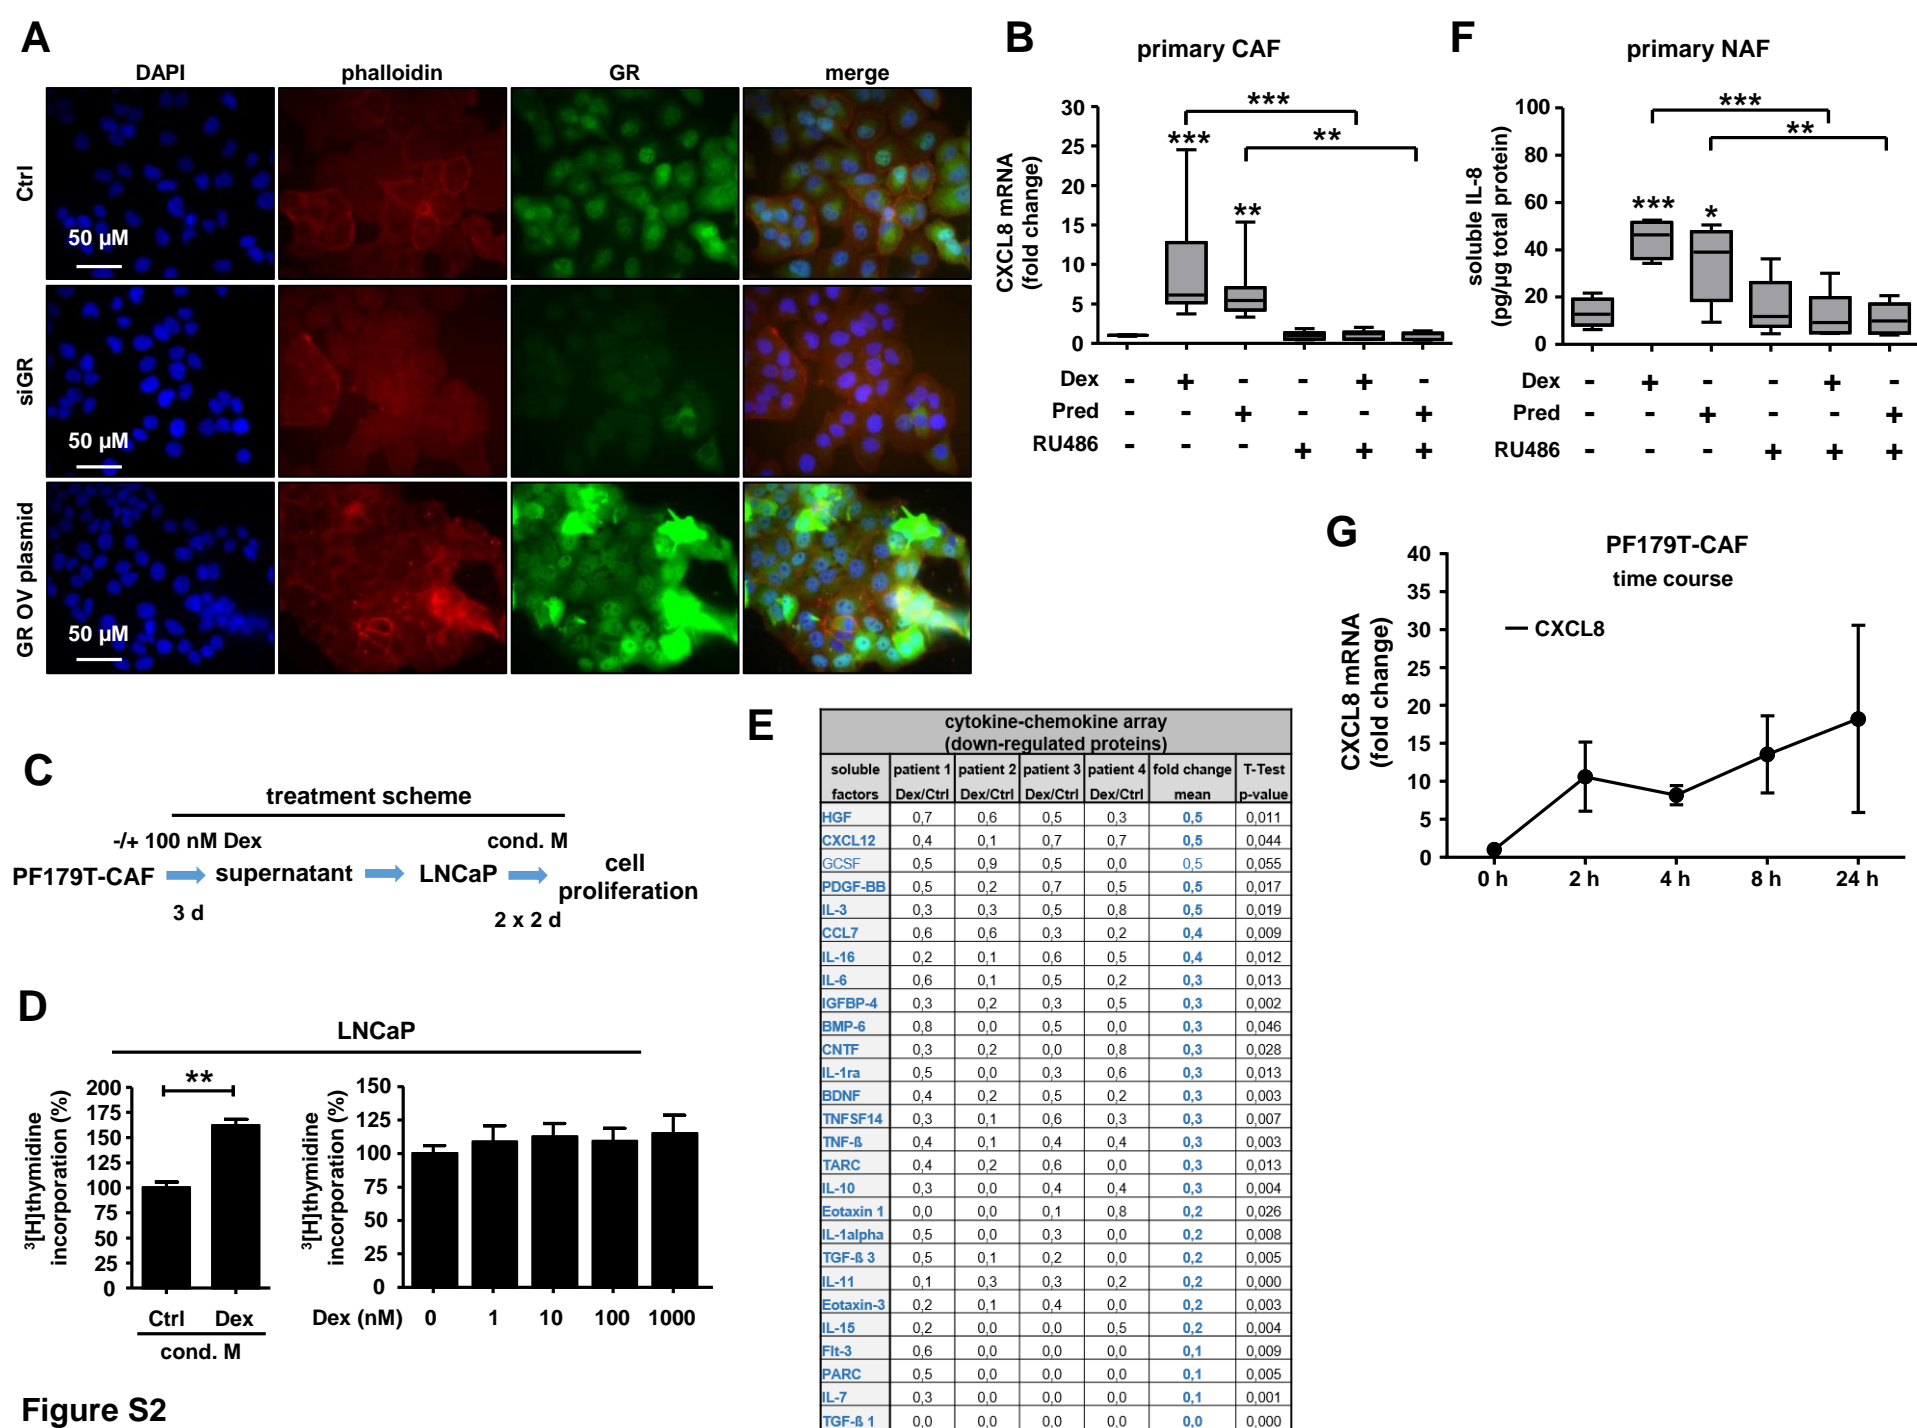 A
DAPI phalloidin GR merge
Ctrl
50 µM
siGR
50 µM
GR OV plasmid
50 µM
B
primary CAF
CXCL8 mRNA
(fold change)
30
25
20
15
10
5
0
***
**
***
**
Dex - + - - + -
Pred - - + - - +
RU486 - - - + + +
F
primary NAF
soluble IL-8
(pg/µg total protein)
100
80
60
40
20
0
***
*
***
**
Dex - + - - + -
Pred - - + - - +
RU486 - - - + + +
C
treatment scheme
-/+ 100 nM Dex cond. M
PF179T-CAF supernatant LNCaP cell
proliferation
3 d 2 x 2 d
D
LNCaP
³[H]thymidine
incorporation (%)
200
175
150
125
100
75
50
25
0
**
Ctrl Dex
cond. M
³[H]thymidine
incorporation (%)
150
125
100
75
50
25
0
Dex (nM) 0 1 10 100 1000
E
cytokine-chemokine array
(down-regulated proteins)
soluble patient 1 patient 2 patient 3 patient 4 fold change T-Test
factors Dex/Ctrl Dex/Ctrl Dex/Ctrl Dex/Ctrl mean p-value
HGF 0,7 0,6 0,5 0,3 0,5 0,011
CXCL12 0,4 0,1 0,7 0,7 0,5 0,044
GCSF 0,5 0,9 0,5 0,0 0,5 0,055
PDGF-BB 0,5 0,2 0,7 0,5 0,5 0,017
IL-3 0,3 0,3 0,5 0,8 0,5 0,019
CCL7 0,6 0,6 0,3 0,2 0,4 0,009
IL-16 0,2 0,1 0,6 0,5 0,4 0,012
IL-6 0,6 0,1 0,5 0,2 0,3 0,013
IGFBP-4 0,3 0,2 0,3 0,5 0,3 0,002
BMP-6 0,8 0,0 0,5 0,0 0,3 0,046
CNTF 0,3 0,2 0,0 0,8 0,3 0,028
IL-1ra 0,5 0,0 0,3 0,6 0,3 0,013
BDNF 0,4 0,2 0,5 0,2 0,3 0,003
TNFSF14 0,3 0,1 0,6 0,3 0,3 0,007
TNF-ß 0,4 0,1 0,4 0,4 0,3 0,003
TARC 0,4 0,2 0,6 0,0 0,3 0,013
IL-10 0,3 0,0 0,4 0,4 0,3 0,004
Eotaxin 1 0,0 0,0 0,1 0,8 0,2 0,026
IL-1alpha 0,5 0,0 0,3 0,0 0,2 0,008
TGF-ß 3 0,5 0,1 0,2 0,0 0,2 0,005
IL-11 0,1 0,3 0,3 0,2 0,2 0,000
Eotaxin-3 0,2 0,1 0,4 0,0 0,2 0,003
IL-15 0,2 0,0 0,0 0,5 0,2 0,004
Flt-3 0,6 0,0 0,0 0,0 0,1 0,009
PARC 0,5 0,0 0,0 0,0 0,1 0,005
IL-7 0,3 0,0 0,0 0,0 0,1 0,001
TGF-ß 1 0,0 0,0 0,0 0,0 0,0 0,000
G
PF179T-CAF
time course
CXCL8 mRNA
(fold change)
CXCL8
40
35
30
25
20
15
10
5
0
0 h 2 h 4 h 8 h 24 h
Figure S2